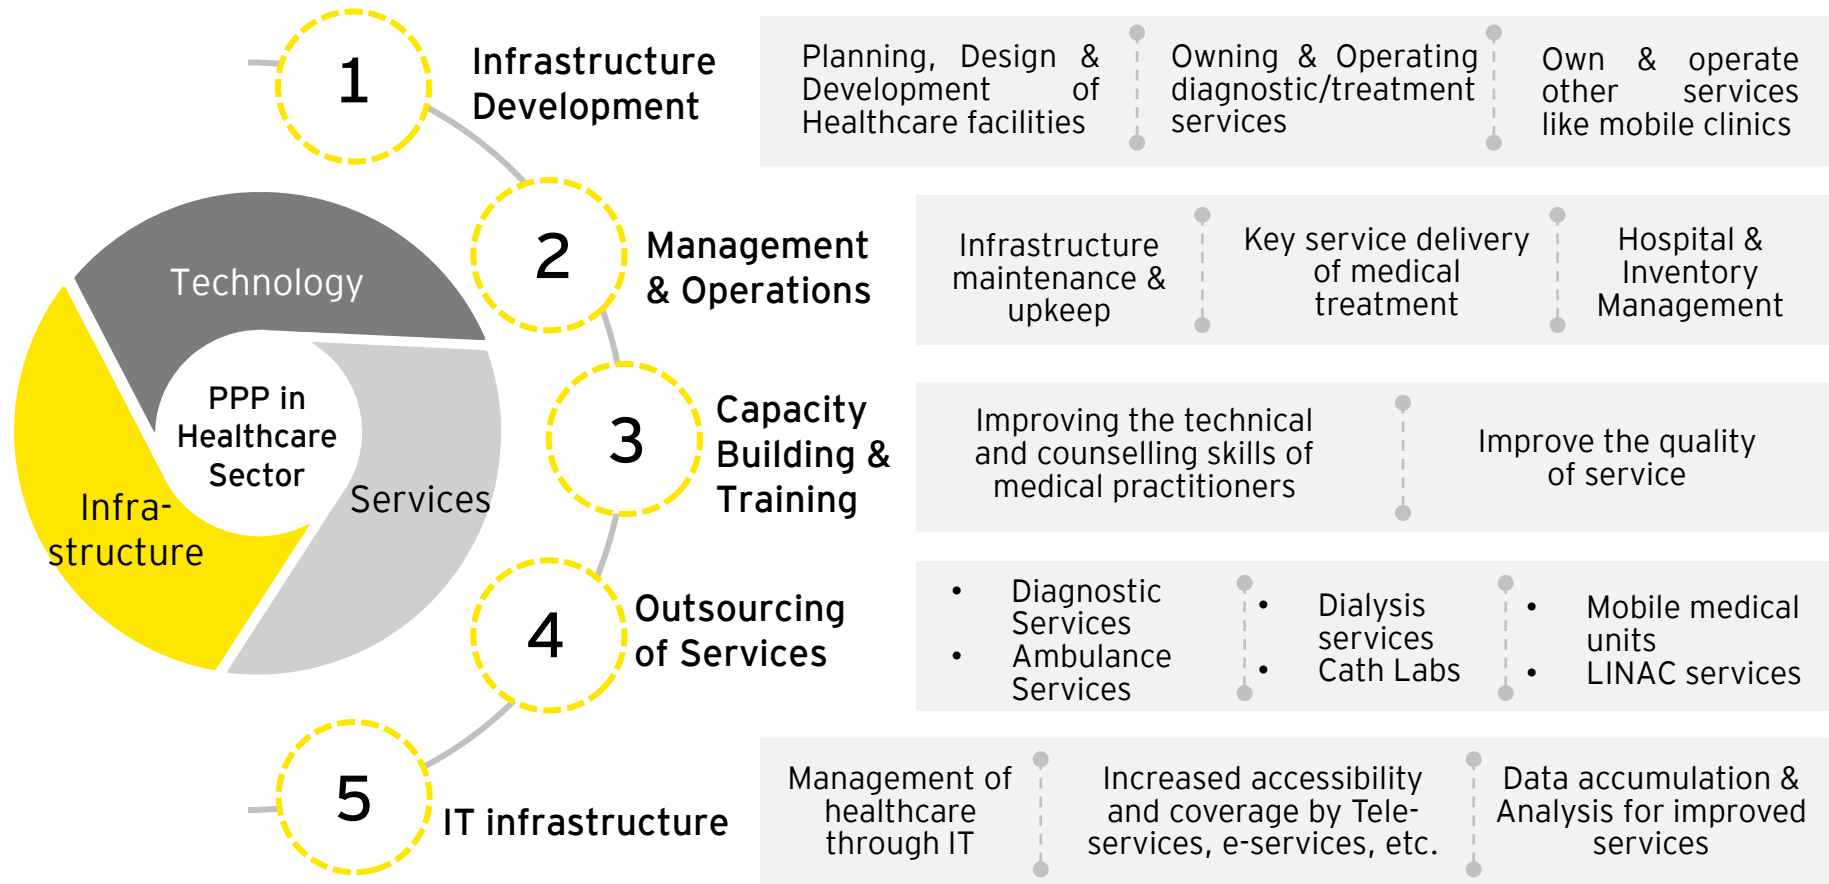 Technology
Infra-
structure
Services
PPP in
Healthcare
Sector
1
Infrastructure
Development
Planning, Design &
Development of
Healthcare facilities
Owning & Operating
diagnostic/treatment
services
Own & operate
other services
like mobile clinics
2
Management
& Operations
Infrastructure
maintenance &
upkeep
Key service delivery
of medical
treatment
Hospital &
Inventory
Management
3
Capacity
Building &
Training
Improving the technical
and counselling skills of
medical practitioners
Improve the quality
of service
4
Outsourcing
of Services
• Diagnostic
Services
• Ambulance
Services
• Dialysis
services
• Cath Labs
• Mobile medical
units
• LINAC services
5
IT infrastructure
Management of
healthcare
through IT
Increased accessibility
and coverage by Tele-
services, e-services, etc.
Data accumulation &
Analysis for improved
services